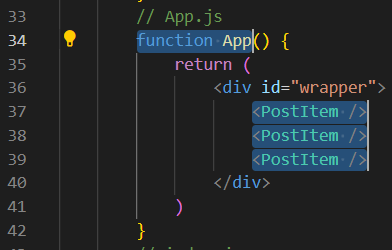 33 // App.js
34 function App() {
35 return (
36 <div id="wrapper">
37 <PostItem />
38 <PostItem />
39 <PostItem />
40 </div>
41 )
42 }